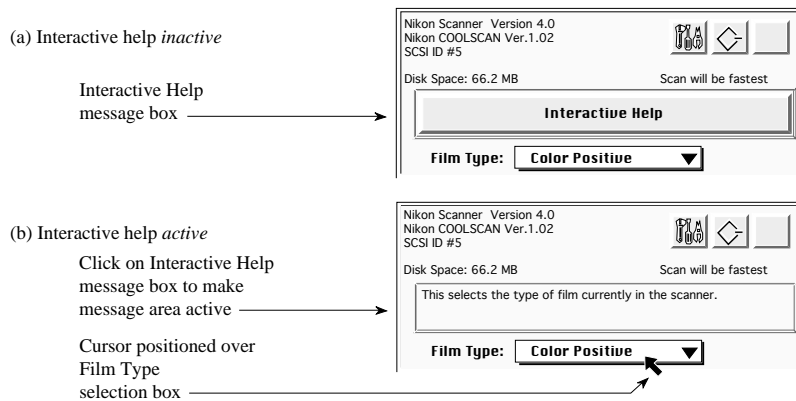 (a) Interactive help inactive
Interactive Help
message box
Nikon Scanner Version 4.0
Nikon COOLSCAN Ver.1.02
SCSI ID #5
Disk Space: 66.2 MB
Scan will be fastest
Interactive Help
Film Type: Color Positive
(b) Interactive help active
Click on Interactive Help
message box to make
message area active
Cursor positioned over
Film Type
selection box
Nikon Scanner Version 4.0
Nikon COOLSCAN Ver.1.02
SCSI ID #5
Disk Space: 66.2 MB
Scan will be fastest
This selects the type of film currently in the scanner.
Film Type: Color Positive